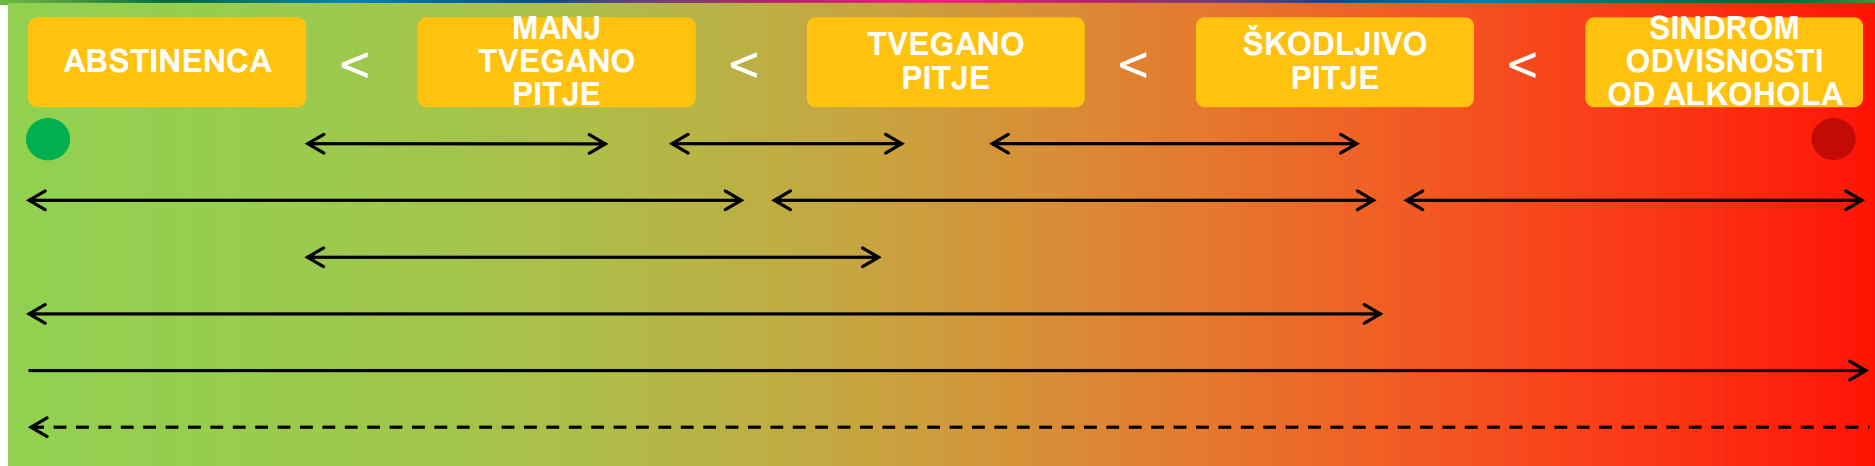 ABSTINENCA
<
MANJ
TVEGANO
PITJE
<
TVEGANO
PITJE
<
ŠKODLJIVO
PITJE
<
SINDROM
ODVISNOSTI
OD ALKOHOLA